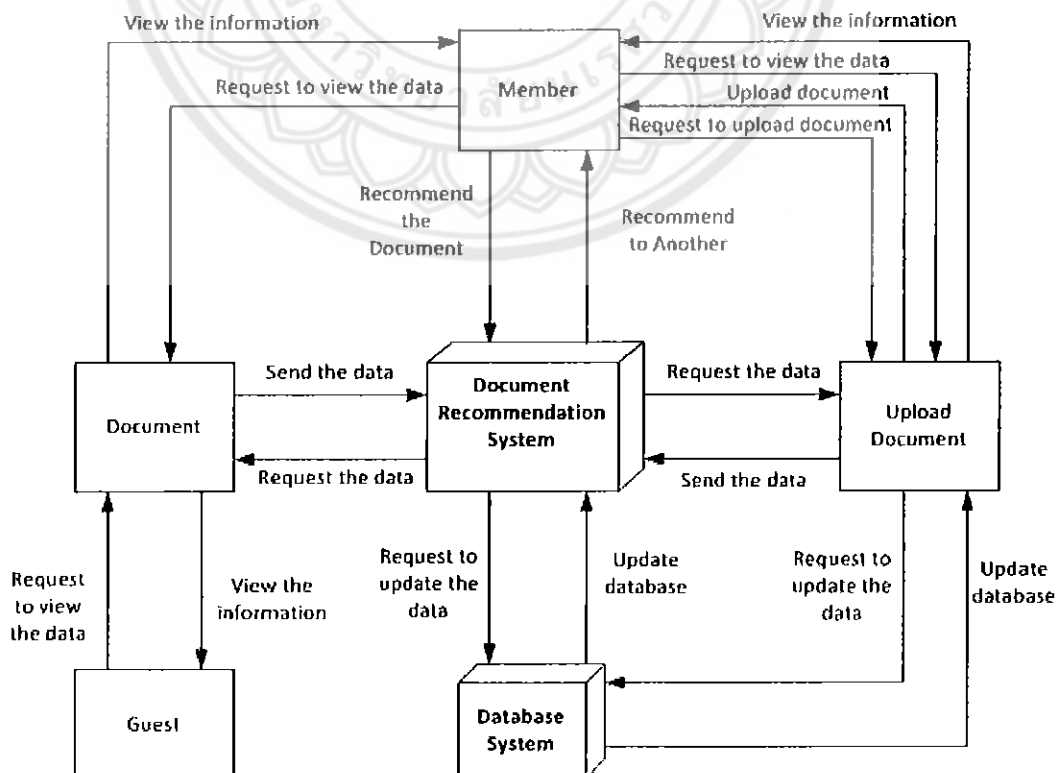 View the information
View the information
Request to view the data
Member
Request to view the data
Upload document
Request to upload document
Recommend
the
Document
Recommend
to Another
Send the data
Document
Recommendation
System
Request the data
Document
Upload
Document
Request the data
Send the data
Request
to view
the data
View the
information
Request to
update the
data
Update
database
Request to
update the
data
Update
database
Guest
Database
System